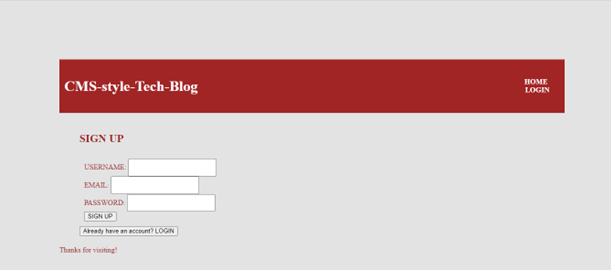 CMS-style-Tech-Blog
HOME
LOGIN
SIGN UP
USERNAME:
EMAIL:
PASSWORD:
SIGN UP
Already have an account? LOGIN
Thanks for visiting!